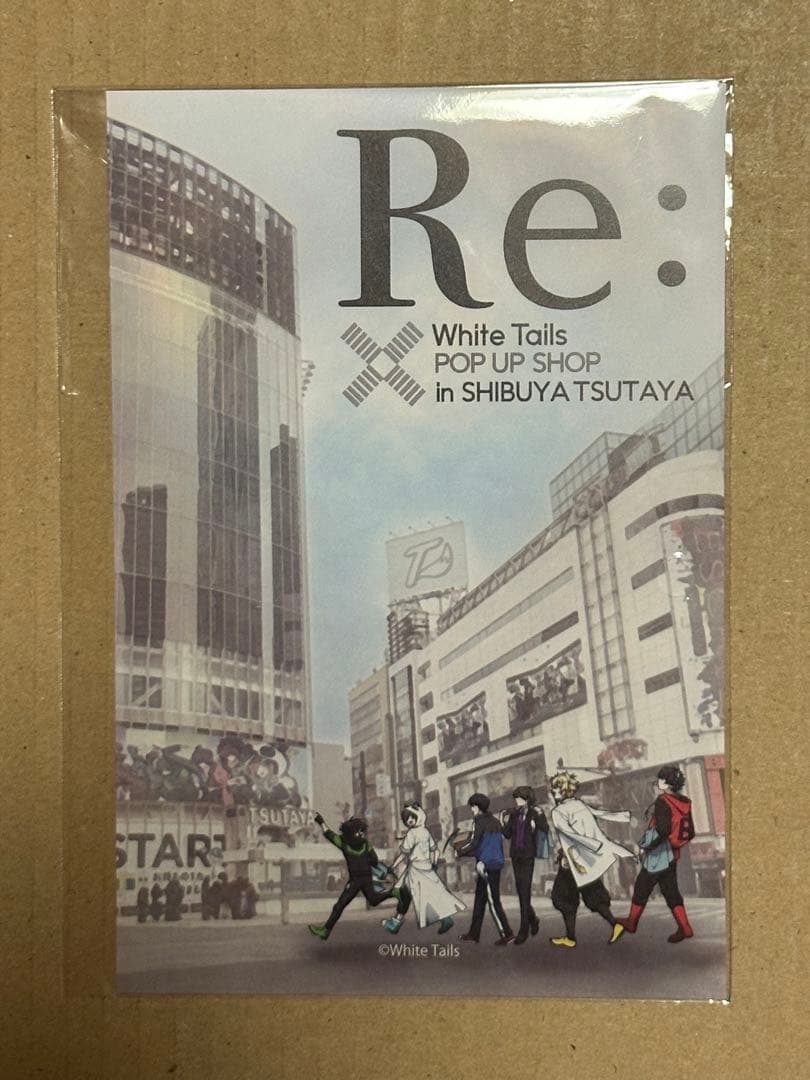 Re:
White Tails
POP UP SHOP
in SHIBUYA TSUTAYA
TSUTAYA
START
©White Tails